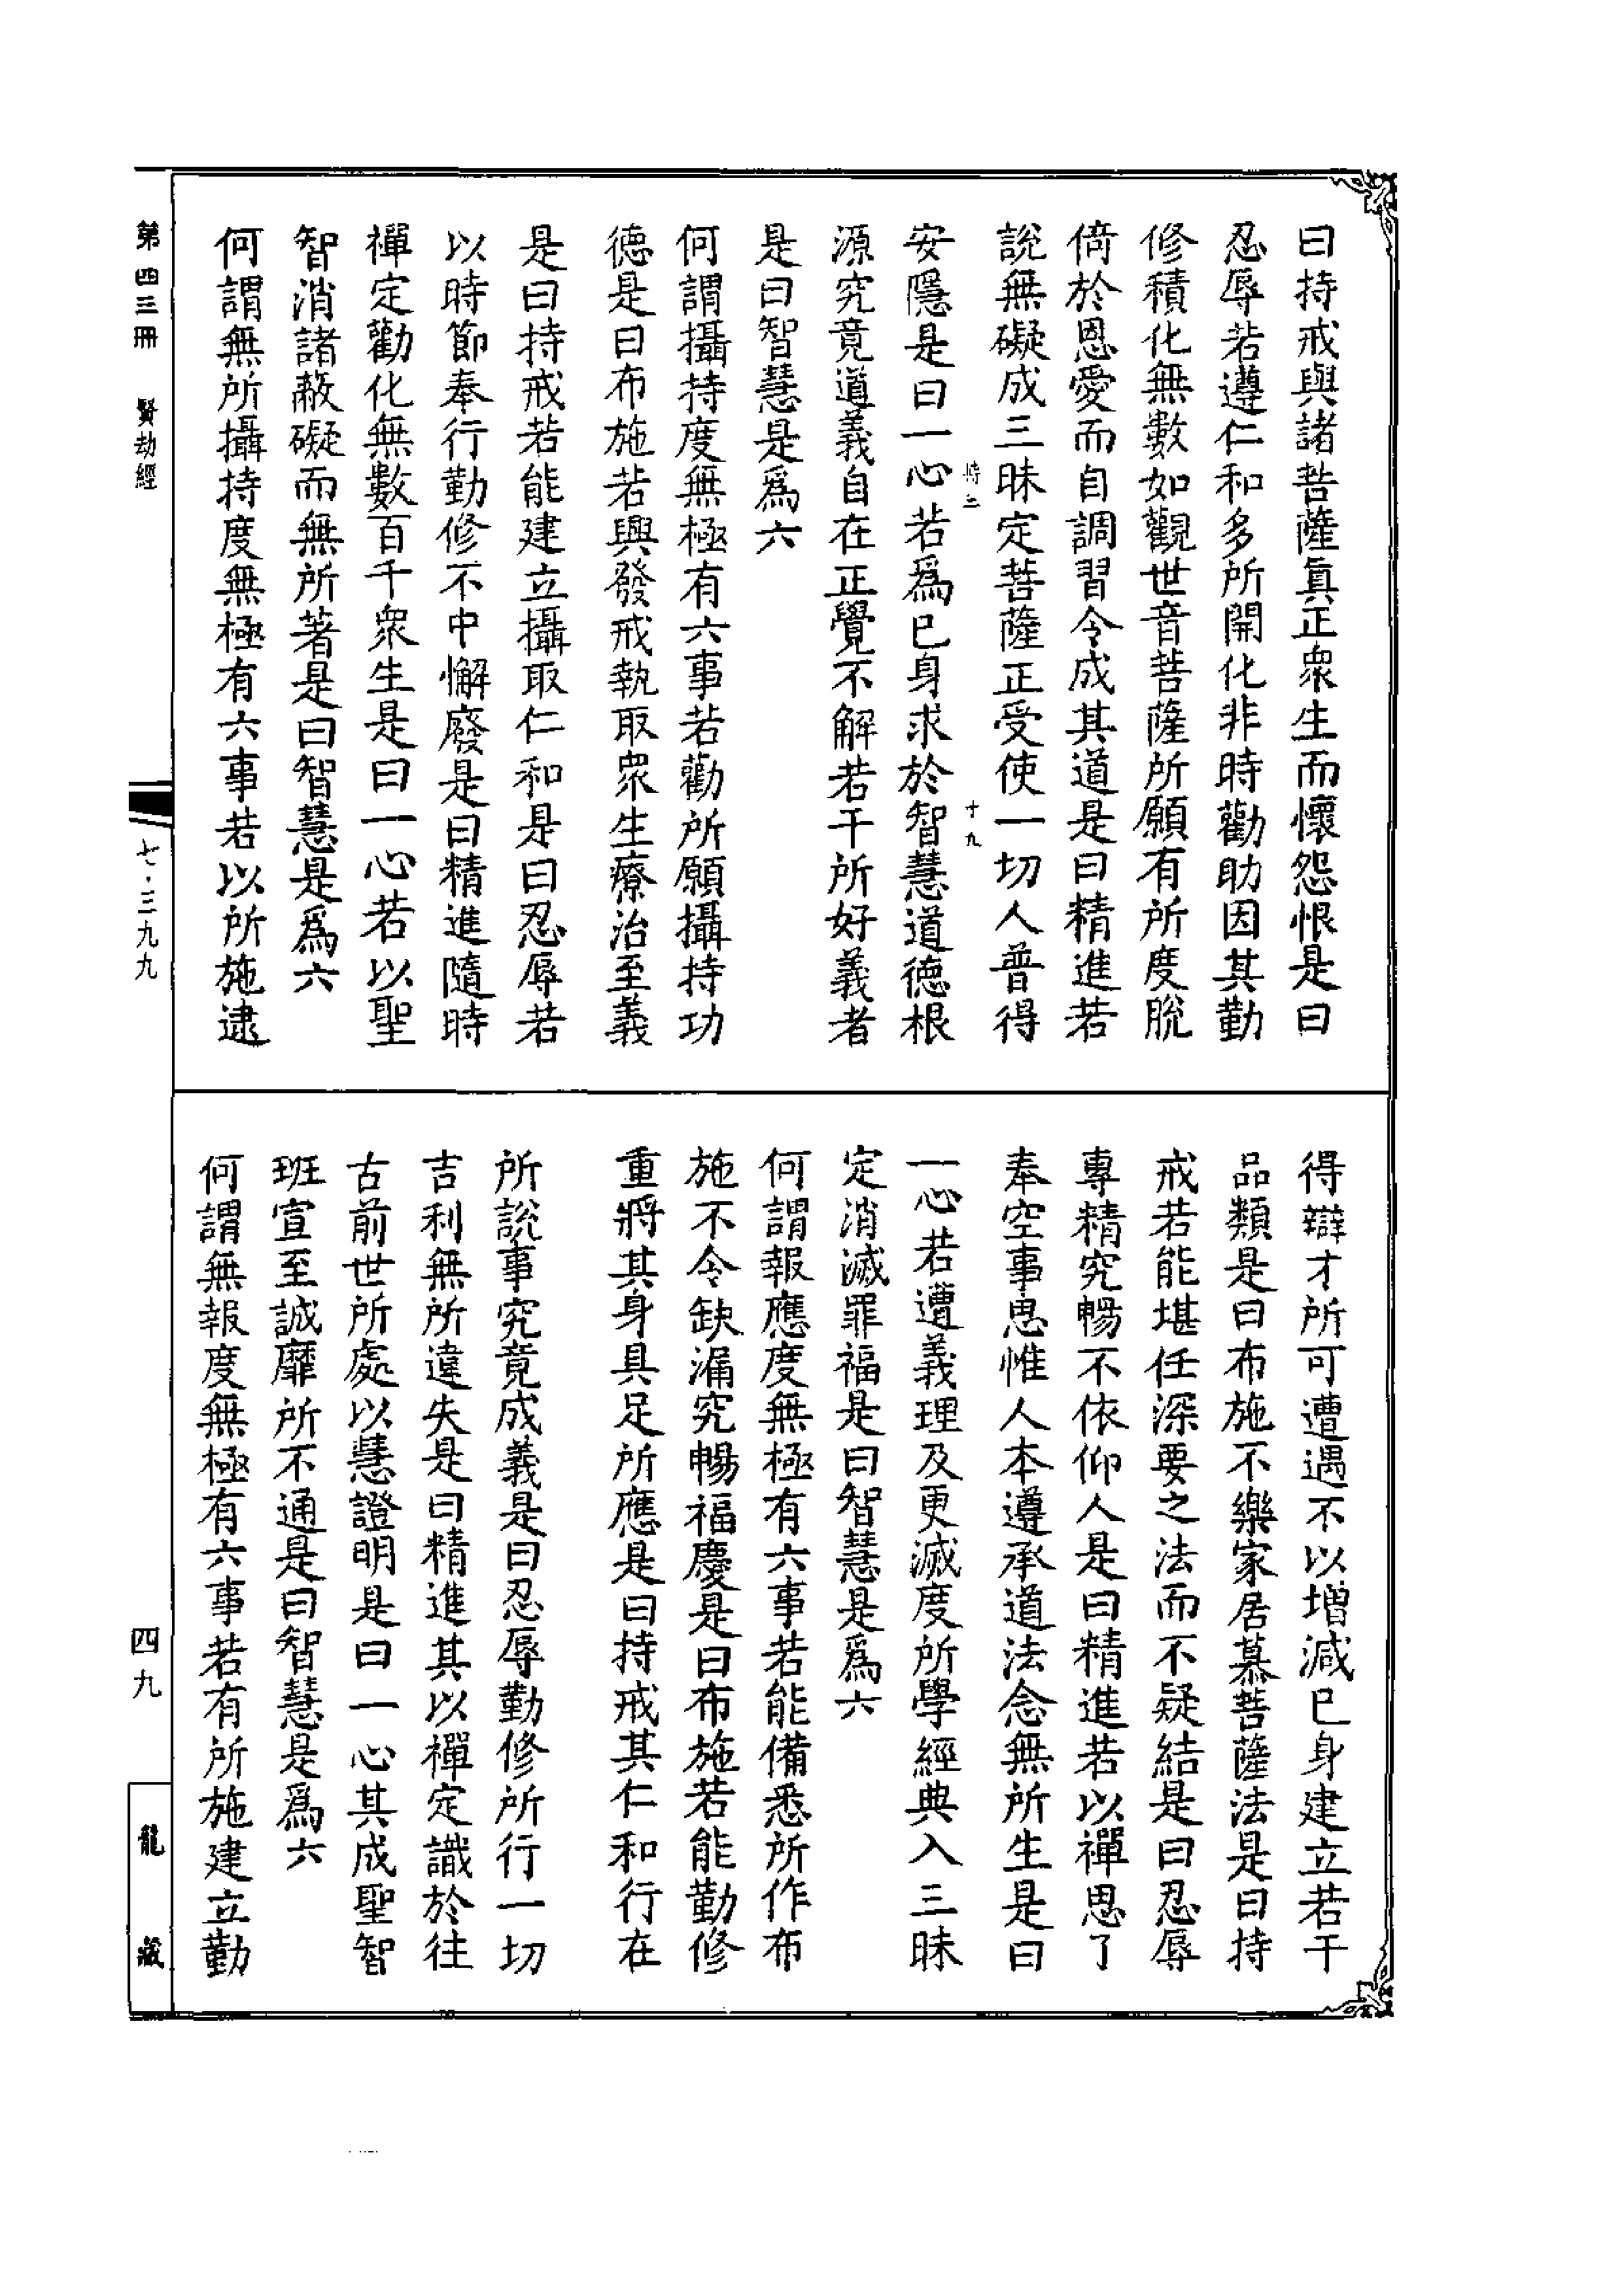 曰持戒與諸菩薩真正衆生而懷怨恨是曰
忍辱若遵仁和多所開化非時勸助因其勤
修積化無數如觀世音菩薩所願有所度脫
倚於恩愛而自調習令成其道是曰精進若
說無礙成三昧定菩薩正受使一切人普得
安隱是曰一心若爲已身求於智慧道德根
源究竟道義自在正覺不解若干所好義者
是曰智慧是爲六
何謂攝持度無極有六事若勸所願攝持功
德是曰布施若興發戒執取衆生療治至義
是曰持戒若能建立攝取仁和是曰忍辱若
以時節奉行勤修不中懈廢是曰精進隨時
禪定勸化無數百千衆生是曰一心若以聖
智消諸蔽礙而無所著是曰智慧是爲六
何謂無所攝持度無極有六事若以所施逮
得辯才所可遭遇不以增減已身建立若干
品類是曰布施不樂家居慕菩薩法是曰持
戒若能堪任深要之法而不疑結是曰忍辱
專精究暢不依仰人是曰精進若以禪思了
奉空事思惟人本遵承道法念無所生是曰
一心若遭義理及更滅度所學經典入三昧
定消滅罪福是曰智慧是爲六
何謂報應度無極有六事若能備悉所作布
施不令缺漏究暢福慶是曰布施若能勤修
重將其身具足所應是曰持戒其仁和行在
所說事究竟成義是曰忍辱勤修所行一切
吉利無所違失是曰精進其以禪定識於往
古前世所處以慧證明是曰一心其成聖智
班宣至誠靡所不通是曰智慧是爲六
何謂無報度無極有六事若有所施建立勤
第四三冊 賢劫經
七·三九九
四九
龍藏
十九